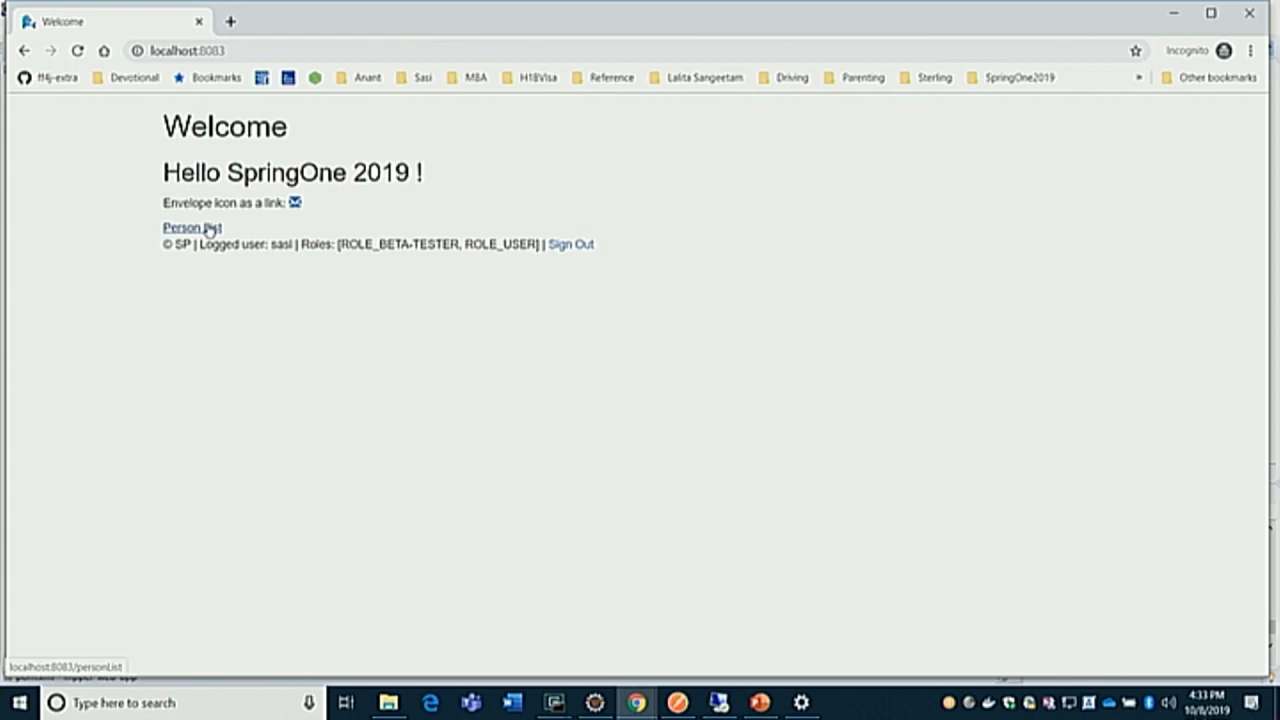 Welcome
localhost:8083
Incognito
ff4j-extra Devotional Bookmarks Anant Sasi MBA H1BVisa Reference Lalita Sangeetam Driving Parenting Sterling SpringOne2019 » Other bookmarks
Welcome
Hello SpringOne 2019 !
Envelope icon as a link:
Person List
© SP | Logged user: sasi | Roles: [ROLE_BETA-TESTER, ROLE_USER] | Sign Out
localhost:8083/personList
Type here to search
4:33 PM
10/8/2019